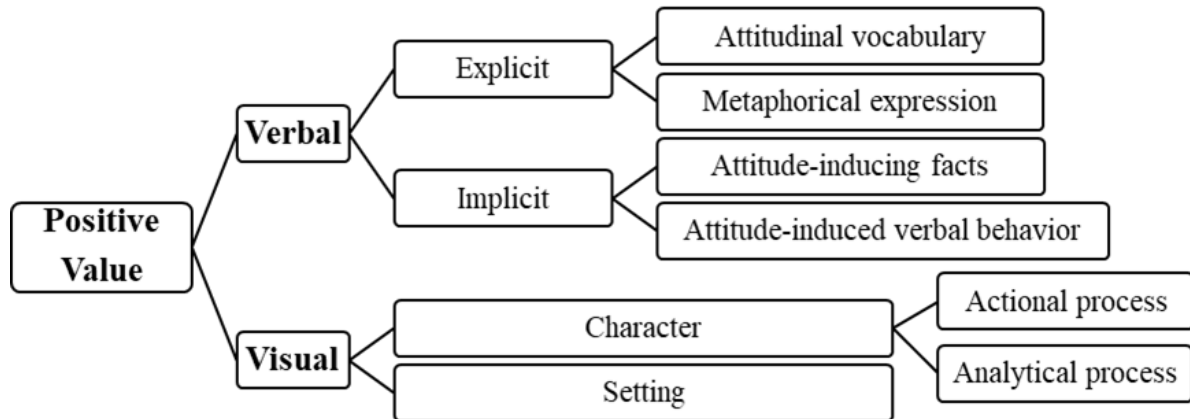 Positive
Value
Verbal
Explicit
Attitudinal vocabulary
Metaphorical expression
Implicit
Attitude-inducing facts
Attitude-induced verbal behavior
Visual
Character
Actional process
Analytical process
Setting